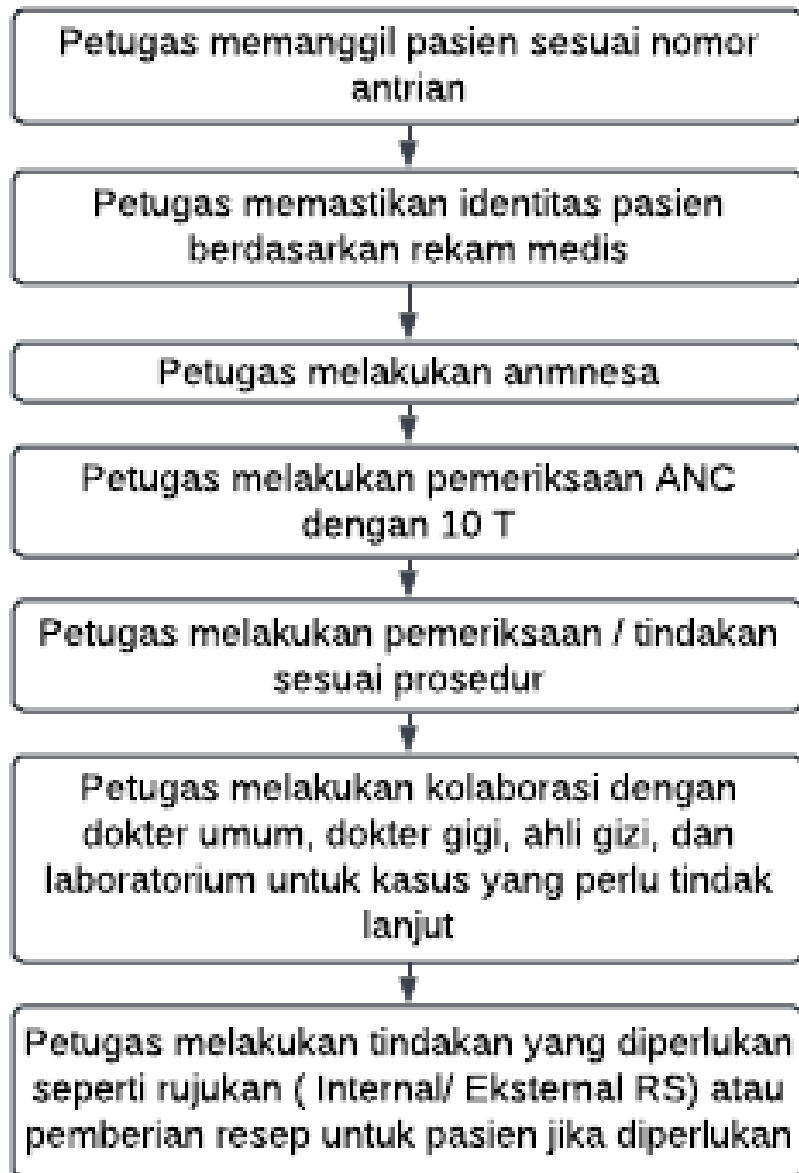 Petugas memanggil pasien sesuai nomor
antrian
Petugas memastikan identitas pasien
berdasarkan rekam medis
Petugas melakukan anmnesa
Petugas melakukan pemeriksaan ANC
dengan 10 T
Petugas melakukan pemeriksaan / tindakan
sesuai prosedur
Petugas melakukan kolaborasi dengan
dokter umum, dokter gigi, ahli gizi, dan
laboratorium untuk kasus yang perlu tindak
lanjut
Petugas melakukan tindakan yang diperlukan
seperti rujukan ( Internal/ Eksternal RS) atau
pemberian resep untuk pasien jika diperlukan